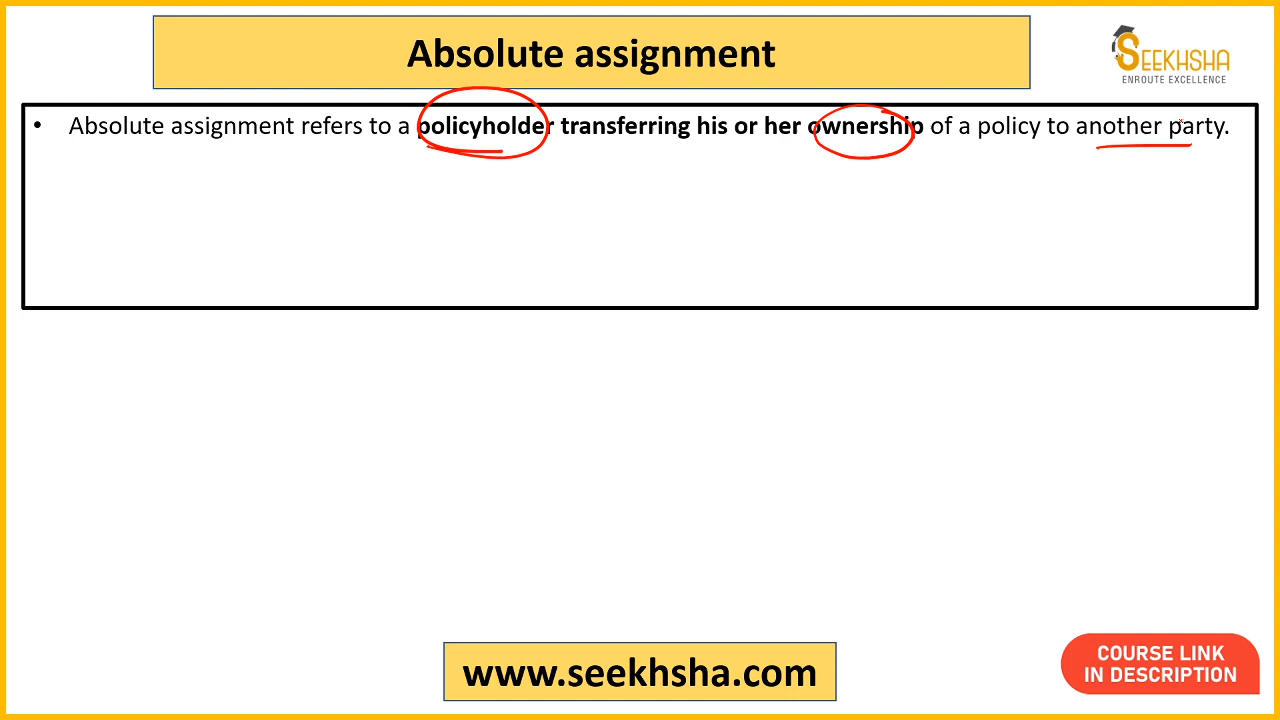 Absolute assignment
SEEKHSHA
ENROUTE EXCELLENCE
• Absolute assignment refers to a policyholder transferring his or her ownership of a policy to another party.
www.seekhsha.com
COURSE LINK
IN DESCRIPTION